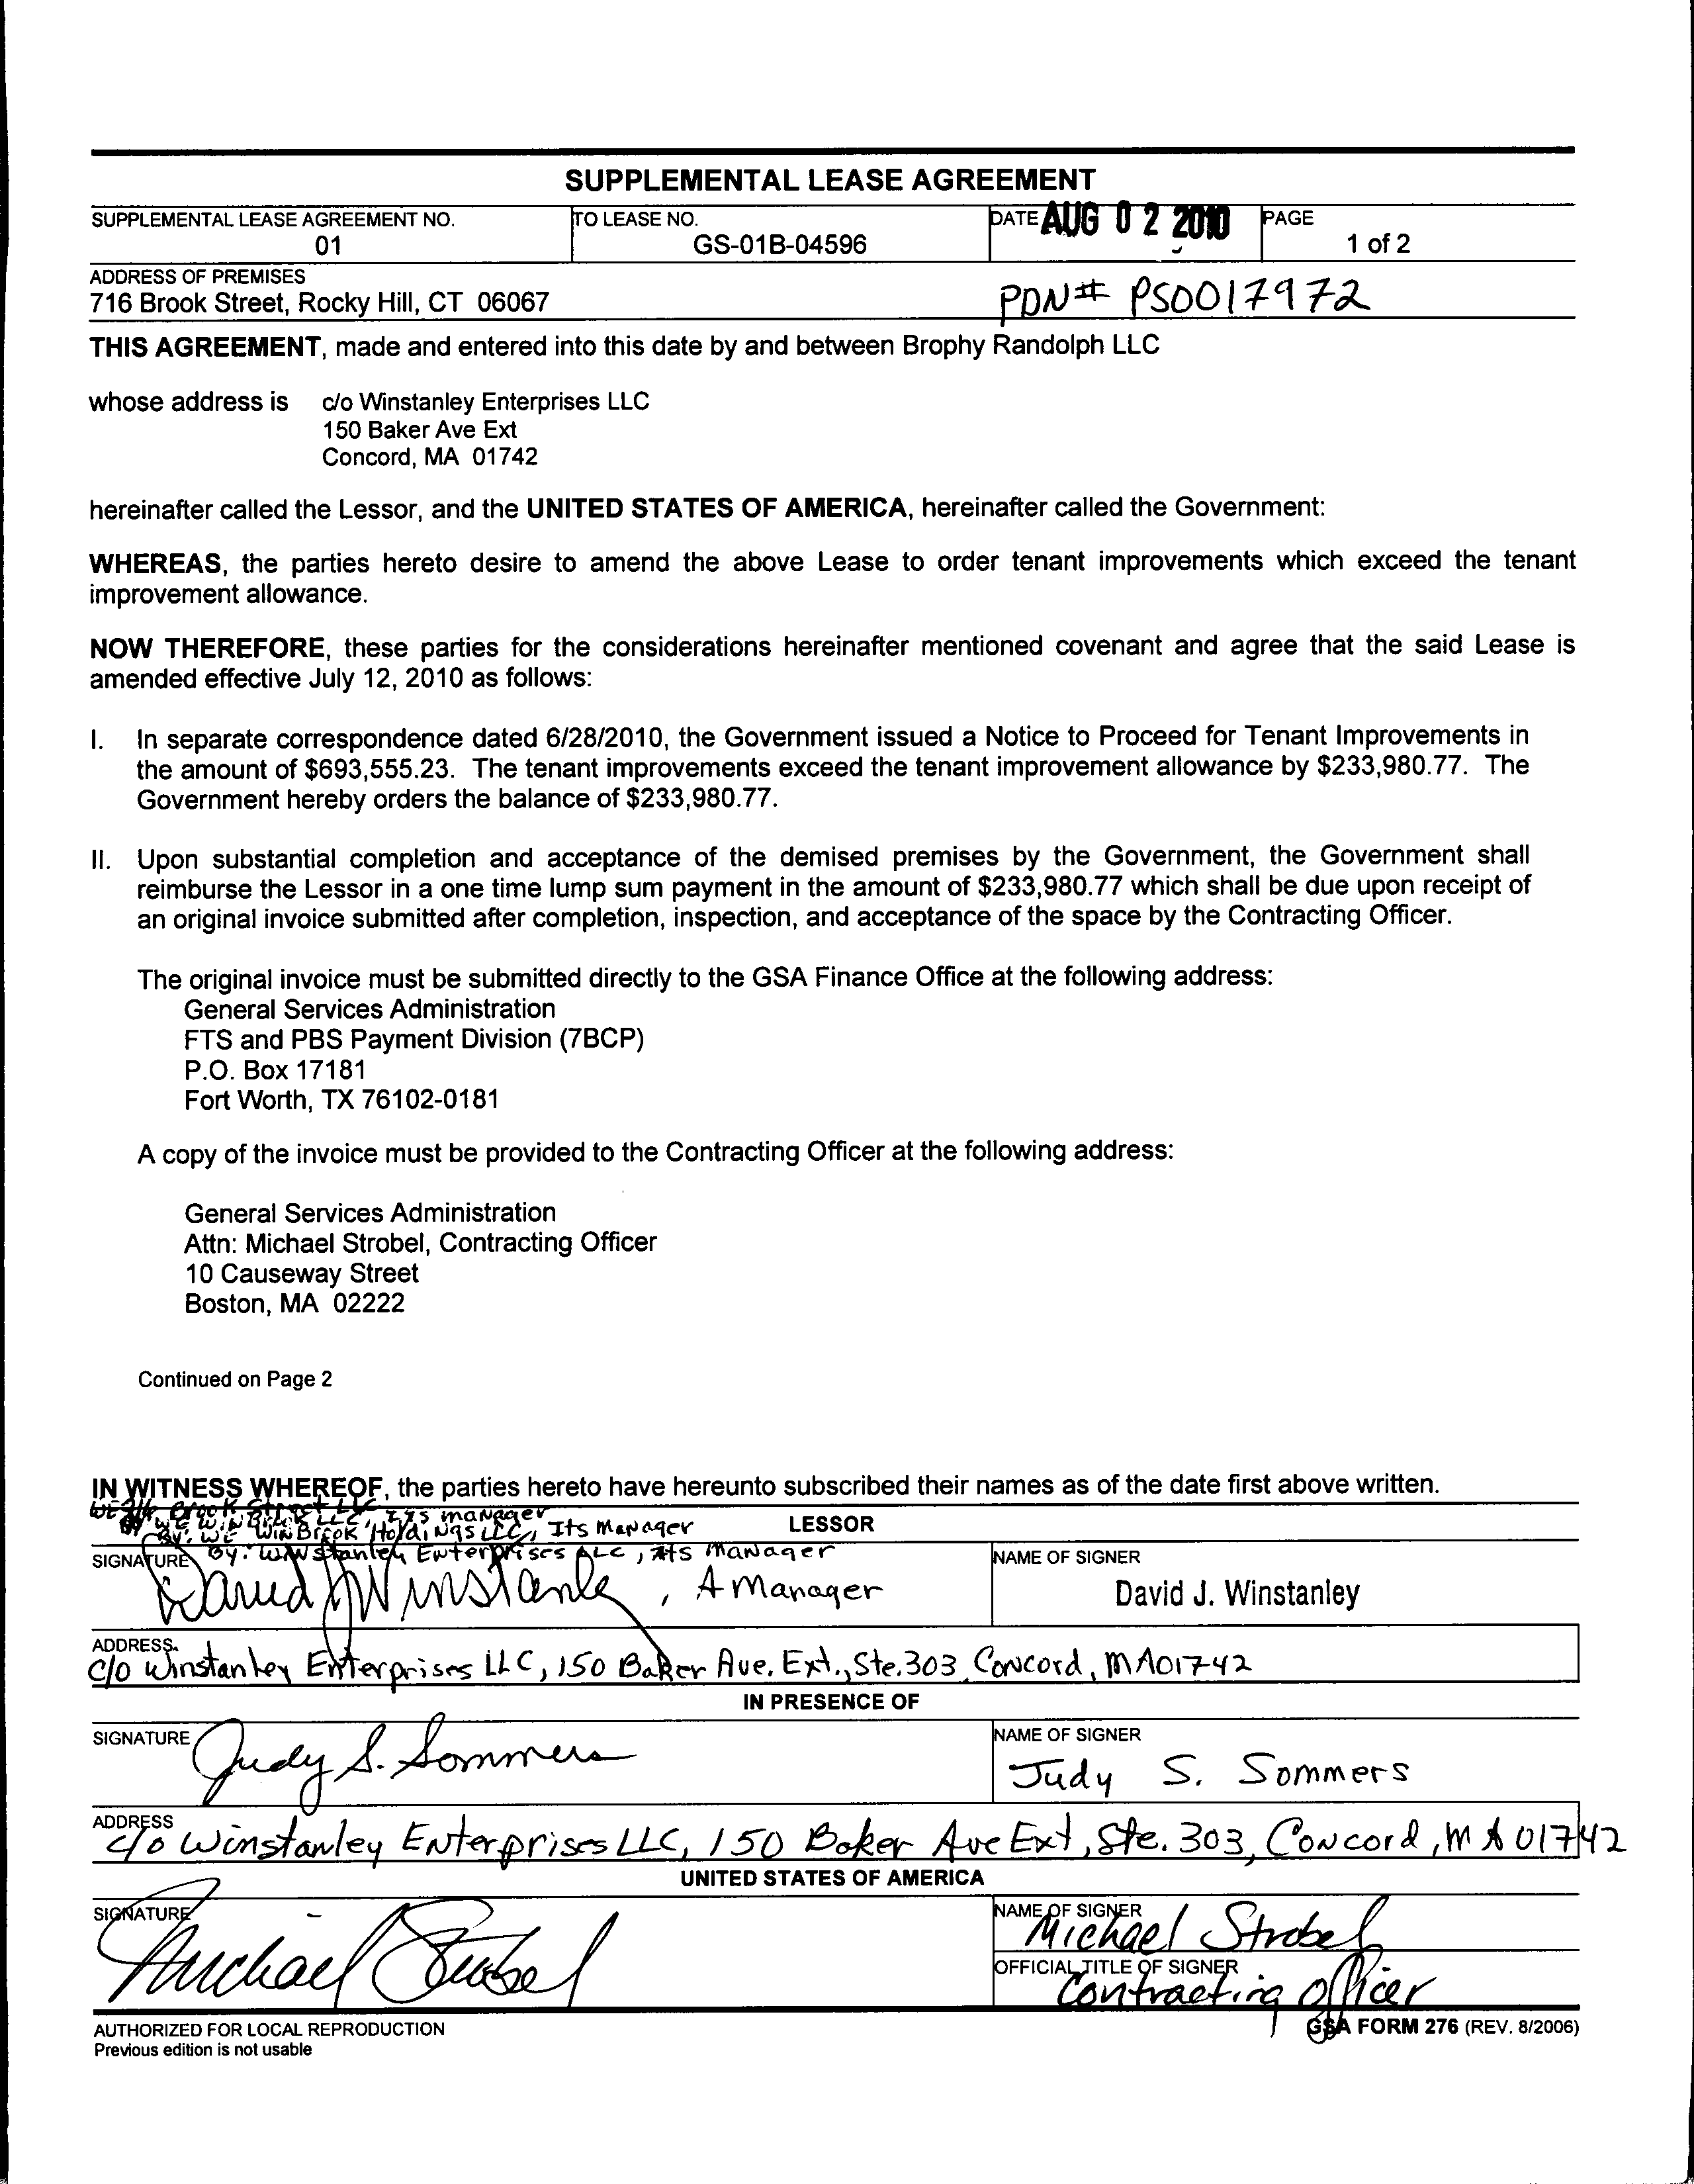 SUPPLEMENTAL LEASE AGREEMENT
SUPPLEMENTAL LEASE AGREEMENT NO.
01
TO LEASE NO.
GS-01B-04596
DATE AUG 02 2010
PAGE
1 of 2
ADDRESS OF PREMISES
716 Brook Street, Rocky Hill, CT 06067
PDN# PS0017972
THIS AGREEMENT, made and entered into this date by and between Brophy Randolph LLC
whose address is c/o Winstanley Enterprises LLC
150 Baker Ave Ext
Concord, MA 01742
hereinafter called the Lessor, and the UNITED STATES OF AMERICA, hereinafter called the Government:
WHEREAS, the parties hereto desire to amend the above Lease to order tenant improvements which exceed the tenant
improvement allowance.
NOW THEREFORE, these parties for the considerations hereinafter mentioned covenant and agree that the said Lease is
amended effective July 12, 2010 as follows:
I. In separate correspondence dated 6/28/2010, the Government issued a Notice to Proceed for Tenant Improvements in
the amount of $693,555.23. The tenant improvements exceed the tenant improvement allowance by $233,980.77. The
Government hereby orders the balance of $233,980.77.
II. Upon substantial completion and acceptance of the demised premises by the Government, the Government shall
reimburse the Lessor in a one time lump sum payment in the amount of $233,980.77 which shall be due upon receipt of
an original invoice submitted after completion, inspection, and acceptance of the space by the Contracting Officer.
The original invoice must be submitted directly to the GSA Finance Office at the following address:
General Services Administration
FTS and PBS Payment Division (7BCP)
P.O. Box 17181
Fort Worth, TX 76102-0181
A copy of the invoice must be provided to the Contracting Officer at the following address:
General Services Administration
Attn: Michael Strobel, Contracting Officer
10 Causeway Street
Boston, MA 02222
Continued on Page 2
IN WITNESS WHEREOF, the parties hereto have hereunto subscribed their names as of the date first above written.
Brook Street LLC
LLC, Its manager
By: WE WinBrook Holdings LLC, Its Manager
LESSOR
By: Winstanley Enterprises LLC, Its Manager
SIGNATURE
David J Winstanley, A Manager
NAME OF SIGNER
David J. Winstanley
ADDRESS
c/o Winstanley Enterprises LLC, 150 Baker Ave. Ext., Ste. 303, Concord, MA 01742
IN PRESENCE OF
SIGNATURE
Judy S. Sommers
NAME OF SIGNER
Judy S. Sommers
ADDRESS
c/o Winstanley Enterprises LLC, 150 Baker Ave Ext, Ste. 303, Concord, MA 01742
UNITED STATES OF AMERICA
SIGNATURE
Michael Strobel
NAME OF SIGNER
Michael Strobel
OFFICIAL TITLE OF SIGNER
Contracting Officer
AUTHORIZED FOR LOCAL REPRODUCTION
Previous edition is not usable
GSA FORM 276 (REV. 8/2006)